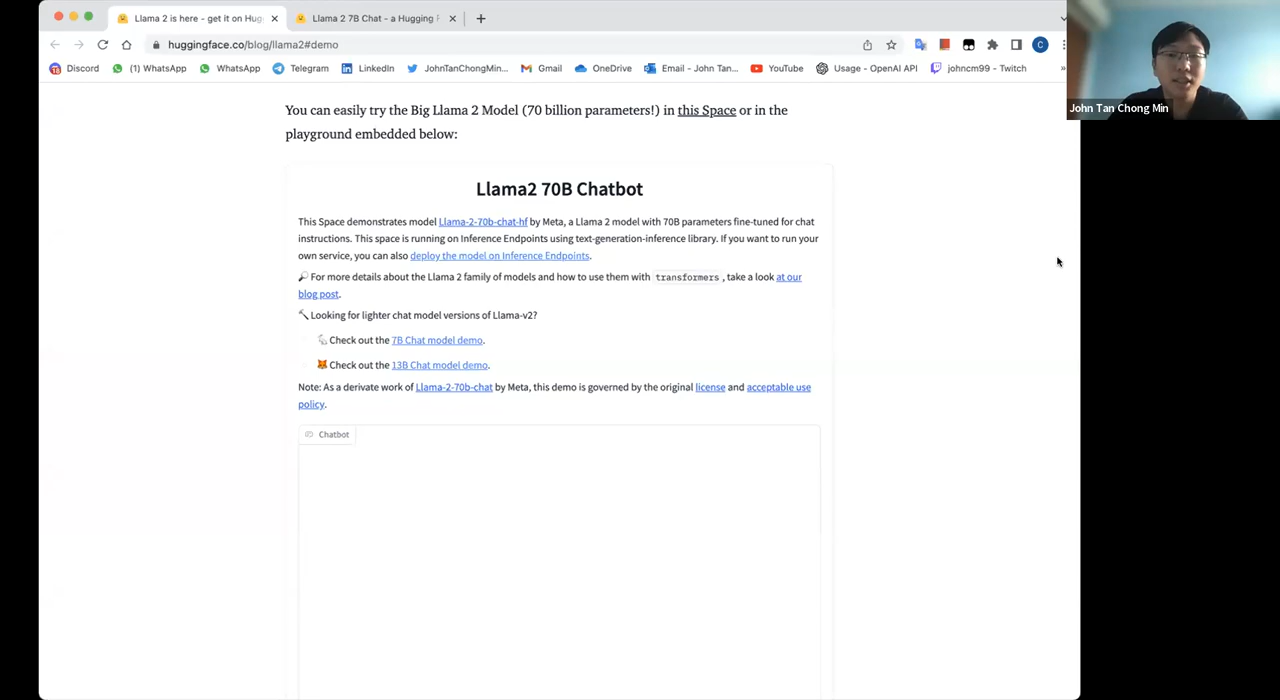 Llama 2 is here - get it on Hug
Llama 2 7B Chat - a Hugging F
huggingface.co/blog/llama2#demo
Discord
(1) WhatsApp
WhatsApp
Telegram
LinkedIn
JohnTanChongMin...
Gmail
OneDrive
Email - John Tan...
YouTube
Usage - OpenAI API
johncm99 - Twitch
»
C
John Tan Chong Min
You can easily try the Big Llama 2 Model (70 billion parameters!) in this Space or in the
playground embedded below:
Llama2 70B Chatbot
This Space demonstrates model Llama-2-70b-chat-hf by Meta, a Llama 2 model with 70B parameters fine-tuned for chat
instructions. This space is running on Inference Endpoints using text-generation-inference library. If you want to run your
own service, you can also deploy the model on Inference Endpoints.
🔎 For more details about the Llama 2 family of models and how to use them with transformers, take a look at our
blog post.
🔨 Looking for lighter chat model versions of Llama-v2?
🐇 Check out the 7B Chat model demo.
🦊 Check out the 13B Chat model demo.
Note: As a derivate work of Llama-2-70b-chat by Meta, this demo is governed by the original license and acceptable use
policy.
Chatbot